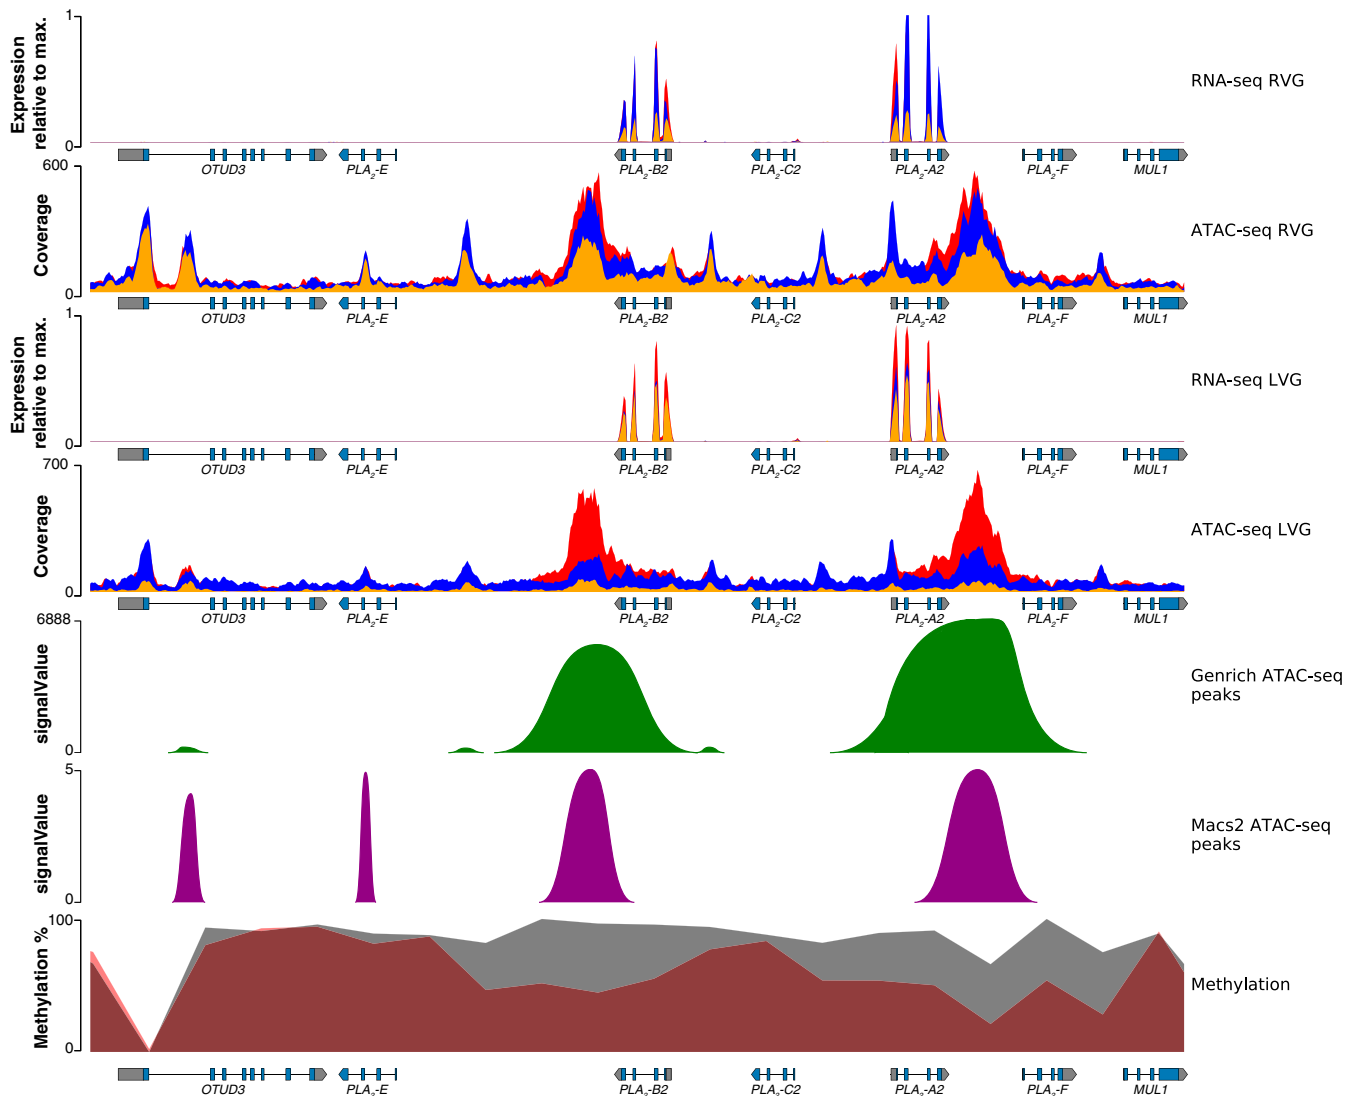 Expression
relative to max.
1
0
RNA-seq RVG
OTUD3 PLA2-E PLA2-B2 PLA2-C2 PLA2-A2 PLA2-F MUL1
Coverage
600
0
ATAC-seq RVG
OTUD3 PLA2-E PLA2-B2 PLA2-C2 PLA2-A2 PLA2-F MUL1
Expression
relative to max.
1
0
RNA-seq LVG
OTUD3 PLA2-E PLA2-B2 PLA2-C2 PLA2-A2 PLA2-F MUL1
Coverage
700
0
ATAC-seq LVG
OTUD3 PLA2-E PLA2-B2 PLA2-C2 PLA2-A2 PLA2-F MUL1
signalValue
6888
0
Genrich ATAC-seq
peaks
signalValue
5
0
Macs2 ATAC-seq
peaks
Methylation %
100
0
Methylation
OTUD3 PLA2-E PLA2-B2 PLA2-C2 PLA2-A2 PLA2-F MUL1